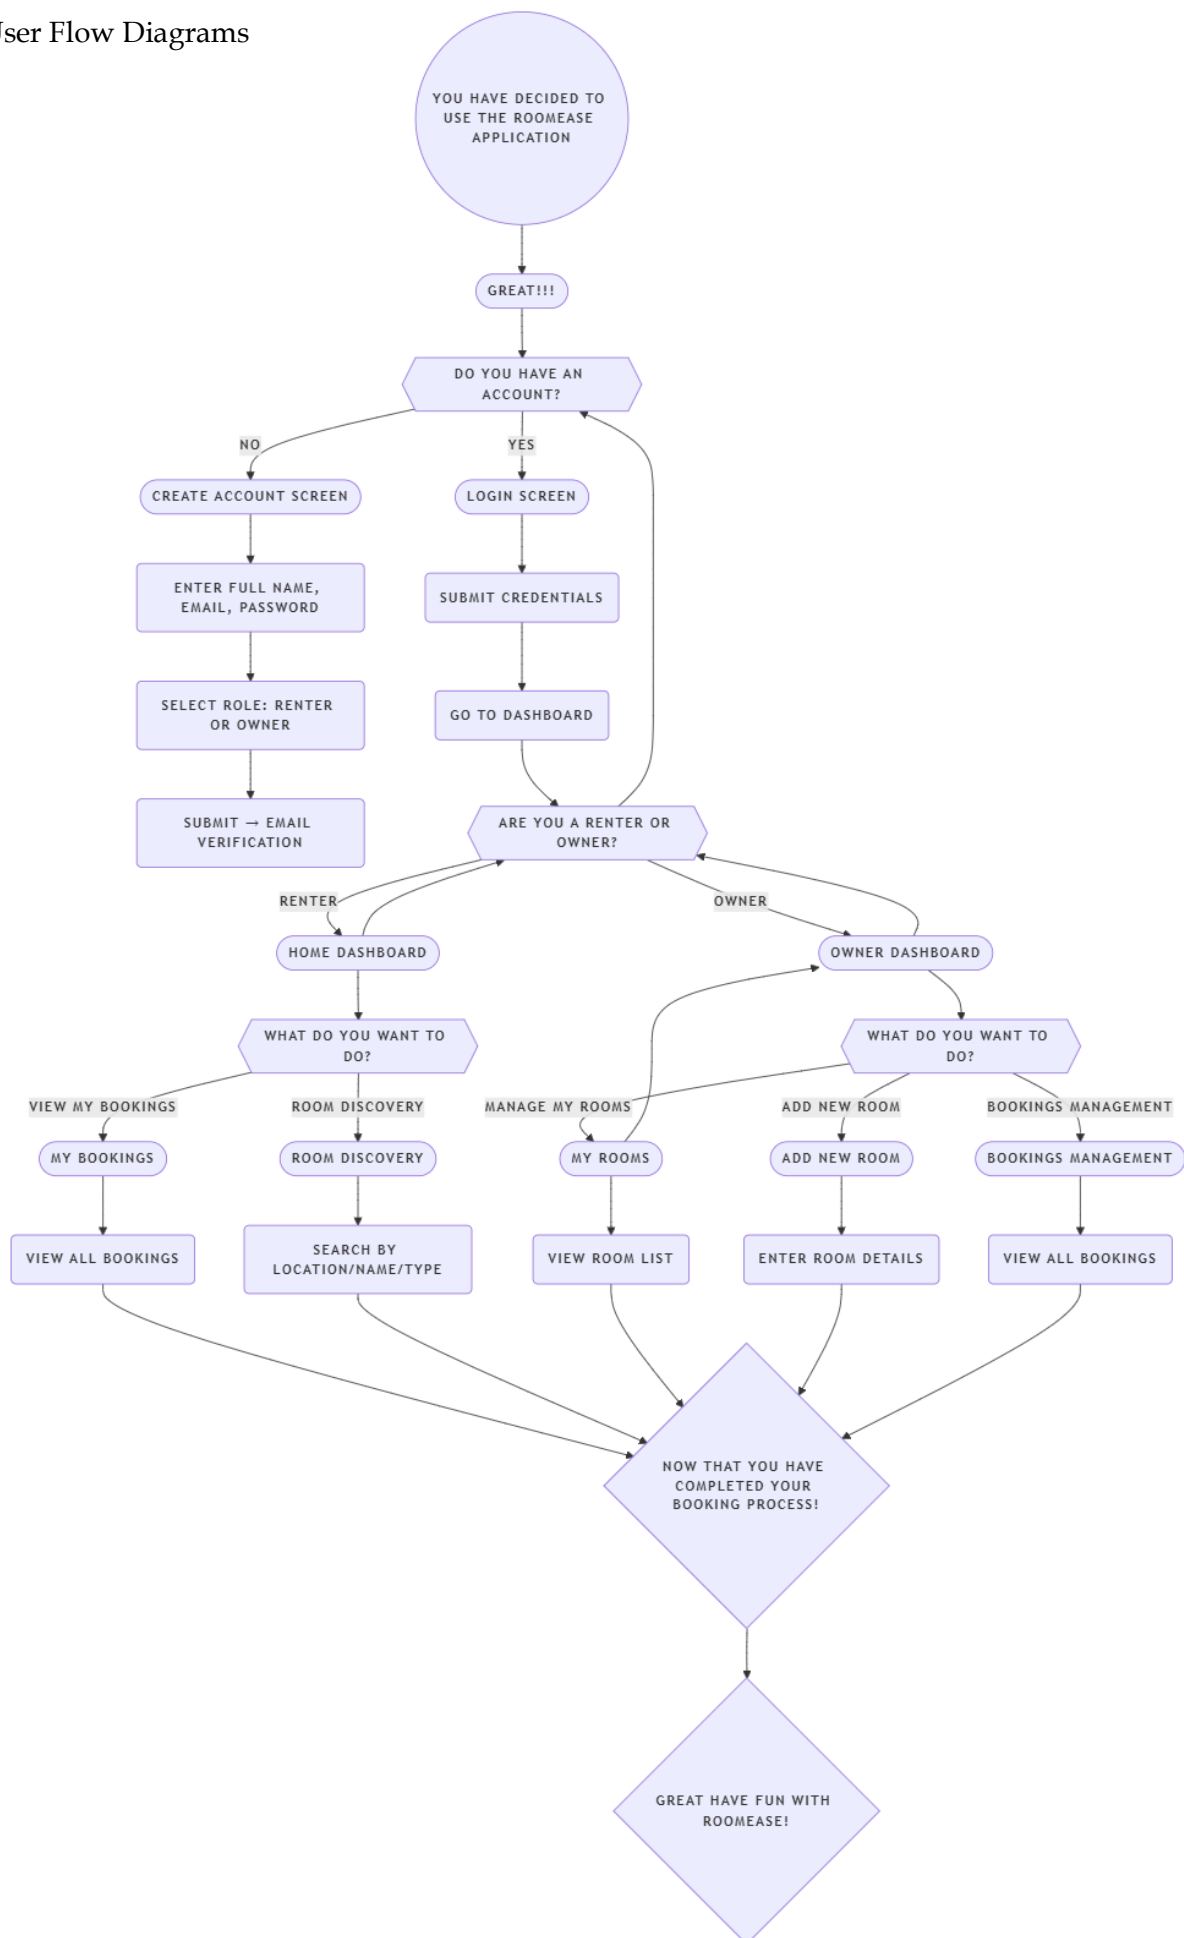 User Flow Diagrams
YOU HAVE DECIDED TO
USE THE ROOMEASE
APPLICATION
GREAT!!!
DO YOU HAVE AN
ACCOUNT?
NO
YES
CREATE ACCOUNT SCREEN
LOGIN SCREEN
ENTER FULL NAME,
EMAIL, PASSWORD
SUBMIT CREDENTIALS
SELECT ROLE: RENTER
OR OWNER
GO TO DASHBOARD
SUBMIT → EMAIL
VERIFICATION
ARE YOU A RENTER OR
OWNER?
RENTER
OWNER
HOME DASHBOARD
OWNER DASHBOARD
WHAT DO YOU WANT TO
DO?
WHAT DO YOU WANT TO
DO?
VIEW MY BOOKINGS
ROOM DISCOVERY
MANAGE MY ROOMS
ADD NEW ROOM
BOOKINGS MANAGEMENT
MY BOOKINGS
ROOM DISCOVERY
MY ROOMS
ADD NEW ROOM
BOOKINGS MANAGEMENT
VIEW ALL BOOKINGS
SEARCH BY
LOCATION/NAME/TYPE
VIEW ROOM LIST
ENTER ROOM DETAILS
VIEW ALL BOOKINGS
NOW THAT YOU HAVE
COMPLETED YOUR
BOOKING PROCESS!
GREAT HAVE FUN WITH
ROOMEASE!